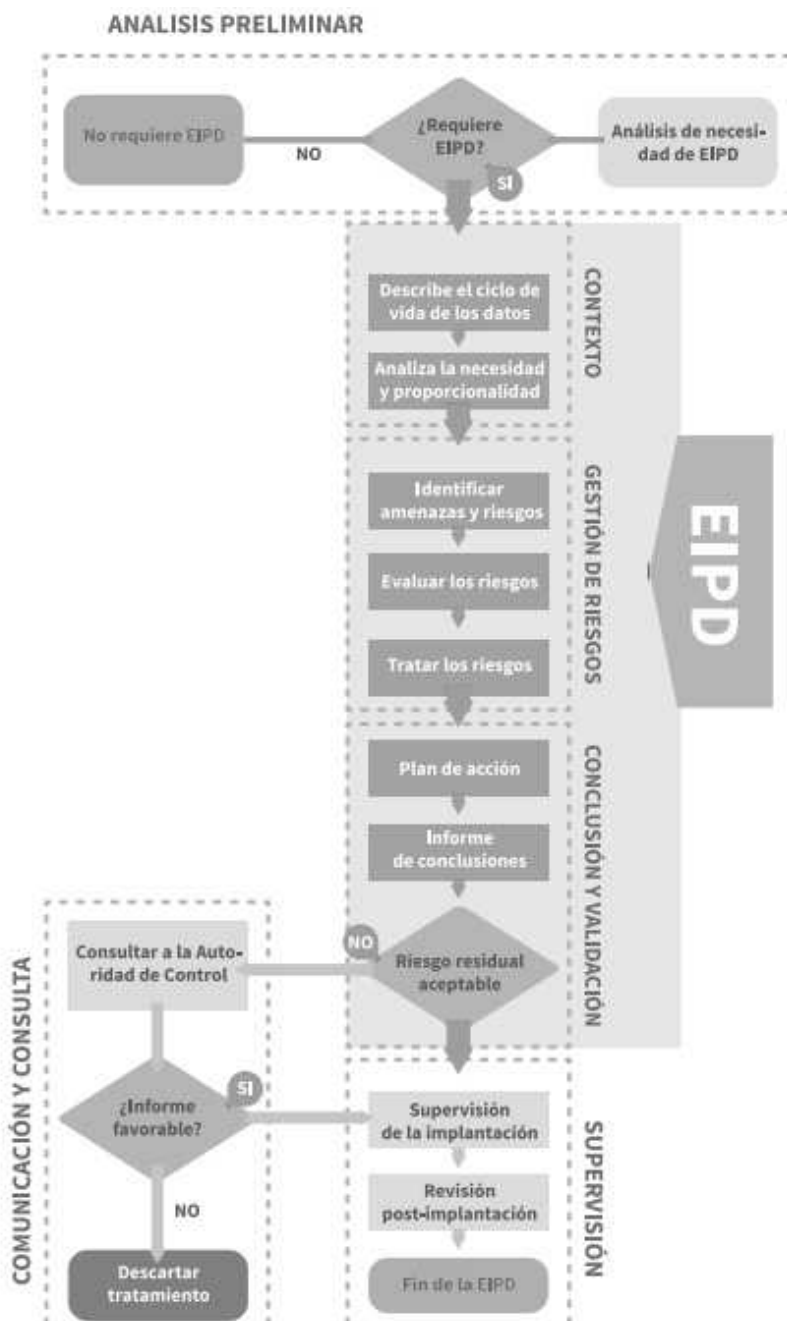 ANALISIS PRELIMINAR
No requiere EIPD
NO
¿Requiere
EIPD?
SÍ
Análisis de necesi-
dad de EIPD
CONTEXTO
Describe el ciclo de
vida de los datos
Analiza la necesidad
y proporcionalidad
GESTIÓN DE RIESGOS
Identificar
amenazas y riesgos
Evaluar los riesgos
Tratar los riesgos
EIPD
CONCLUSIÓN Y VALIDACIÓN
Plan de acción
Informe
de conclusiones
Riesgo residual
aceptable
NO
COMUNICACIÓN Y CONSULTA
Consultar a la Auto-
ridad de Control
¿Informe
favorable?
SI
NO
Descartar
tratamiento
SUPERVISIÓN
Supervisión
de la implantación
Revisión
post-implantación
Fin de la EIPD